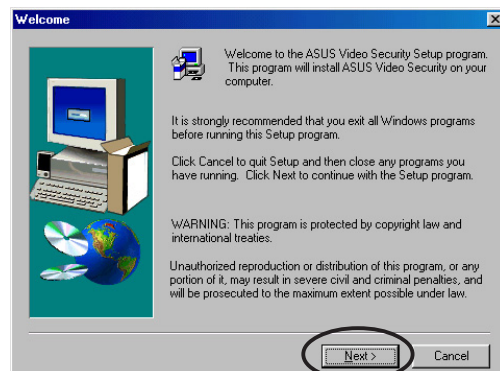 Welcome
Welcome to the ASUS Video Security Setup program.
This program will install ASUS Video Security on your
computer.
It is strongly recommended that you exit all Windows programs
before running this Setup program.
Click Cancel to quit Setup and then close any programs you
have running. Click Next to continue with the Setup program.
WARNING: This program is protected by copyright law and
international treaties.
Unauthorized reproduction or distribution of this program, or any
portion of it, may result in severe civil and criminal penalties, and
will be prosecuted to the maximum extent possible under law.
Next >
Cancel